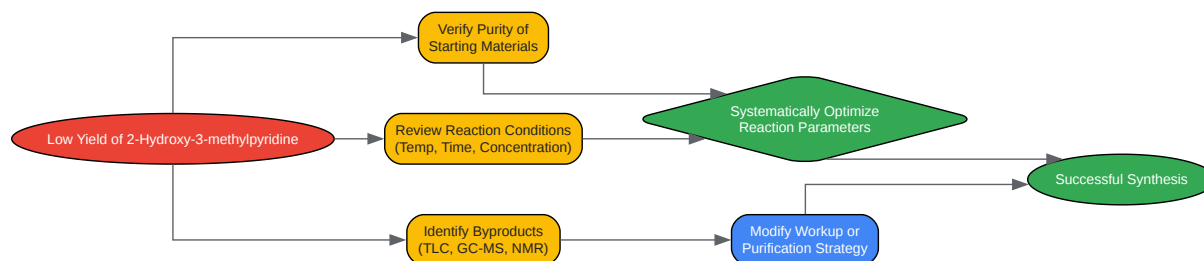 Verify Purity of
Starting Materials
Systematically Optimize
Reaction Parameters
Low Yield of 2-Hydroxy-3-methylpyridine
Review Reaction Conditions
(Temp, Time, Concentration)
Successful Synthesis
Identify Byproducts
(TLC, GC-MS, NMR)
Modify Workup or
Purification Strategy